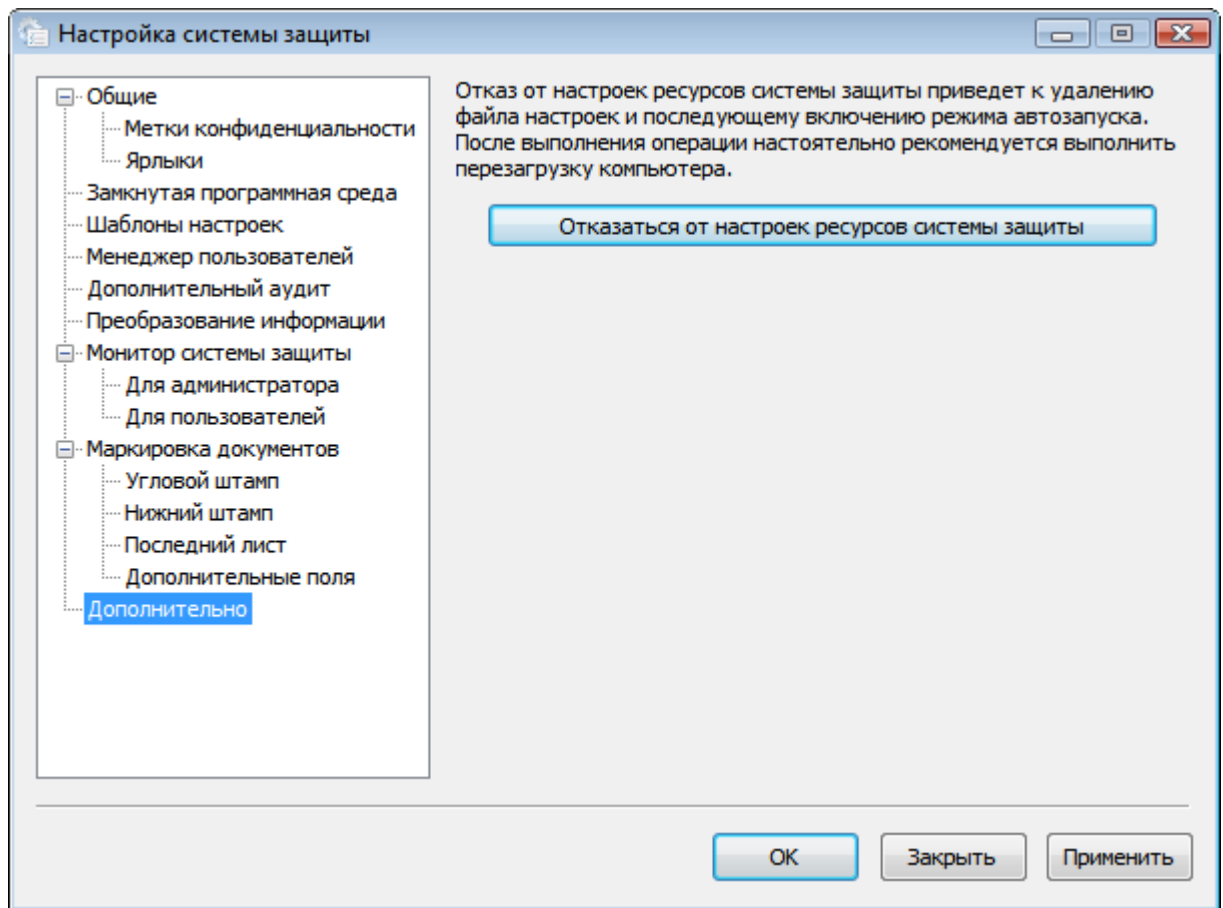 Настройка системы защиты
Общие
Метки конфиденциальности
Ярлыки
Замкнутая программная среда
Шаблоны настроек
Менеджер пользователей
Дополнительный аудит
Преобразование информации
Монитор системы защиты
Для администратора
Для пользователей
Маркировка документов
Угловой штамп
Нижний штамп
Последний лист
Дополнительные поля
Дополнительно
Отказ от настроек ресурсов системы защиты приведет к удалению
файла настроек и последующему включению режима автозапуска.
После выполнения операции настоятельно рекомендуется выполнить
перезагрузку компьютера.
Отказаться от настроек ресурсов системы защиты
ОК
Закрыть
Применить